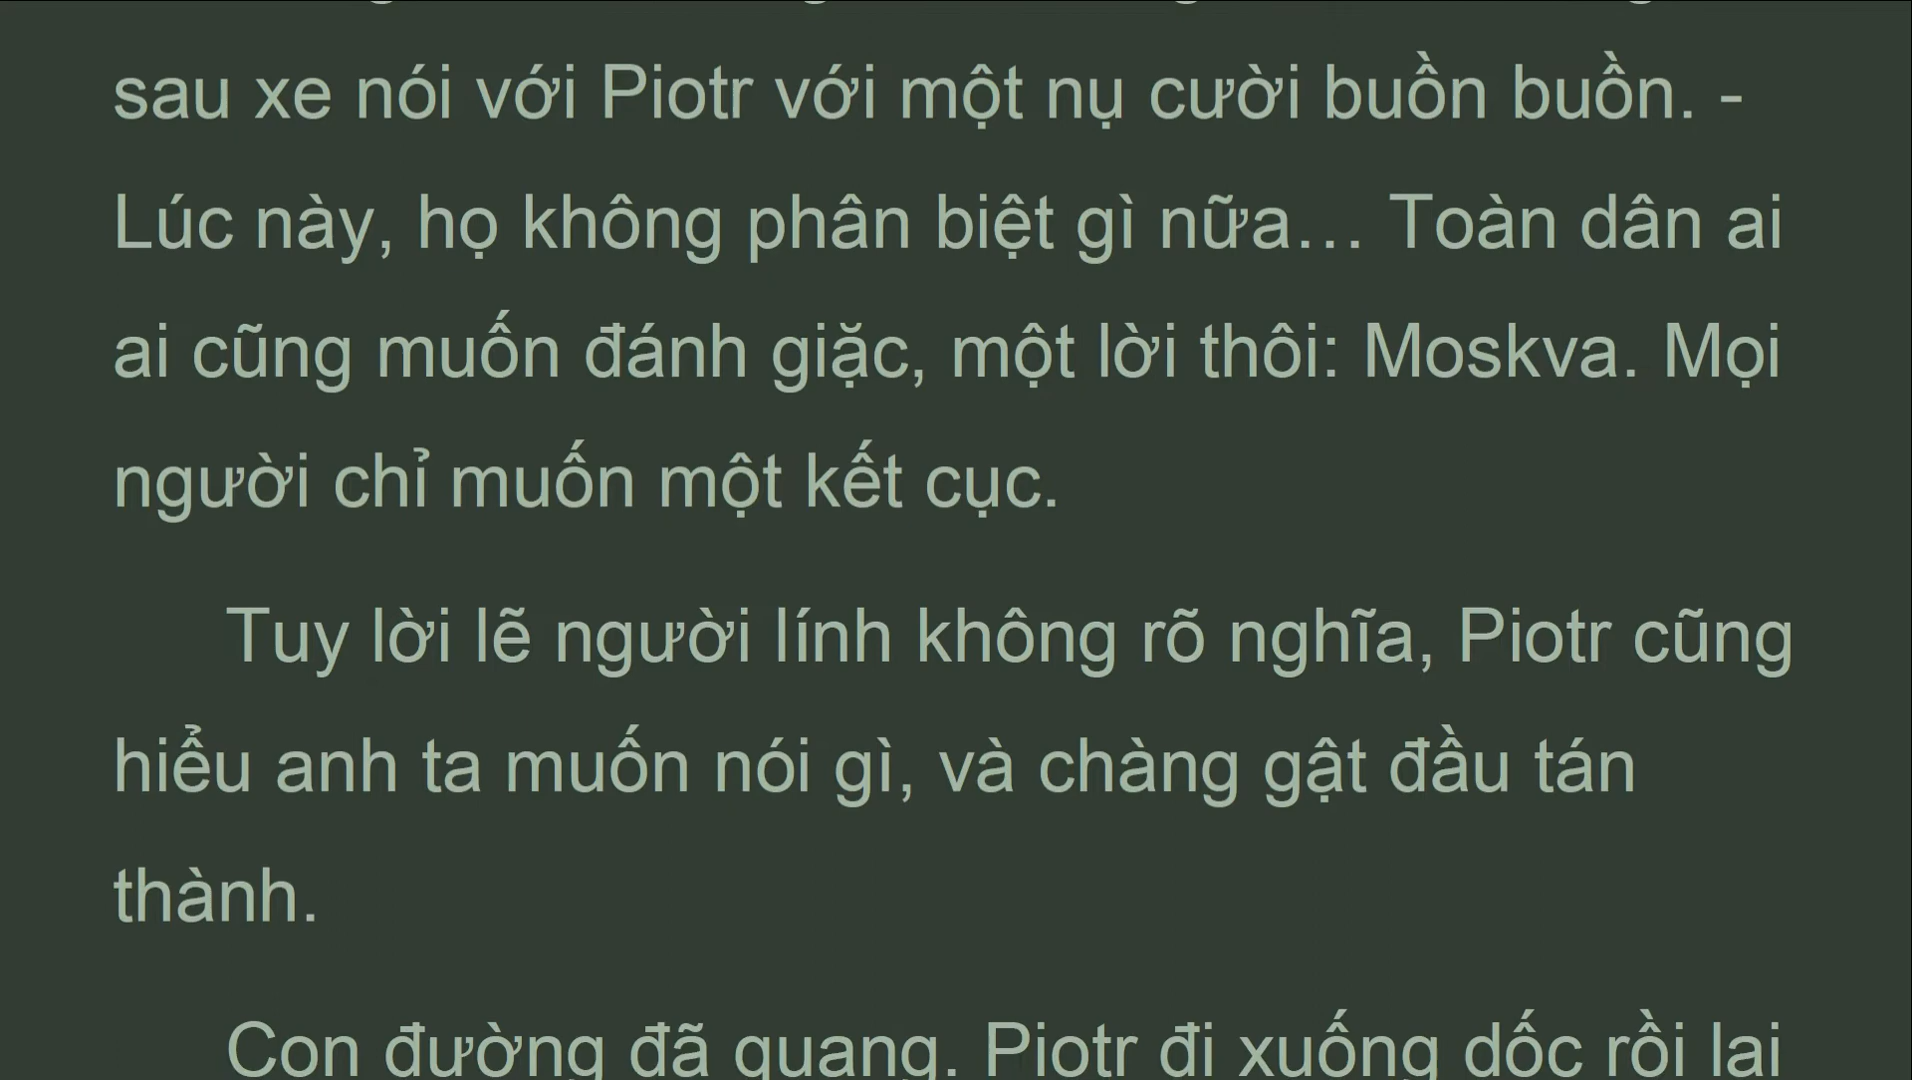 sau xe nói với Piotr với một nụ cười buồn buồn. -
Lúc này, họ không phân biệt gì nữa… Toàn dân ai
ai cũng muốn đánh giặc, một lời thôi: Moskva. Mọi
người chỉ muốn một kết cục.
Tuy lời lẽ người lính không rõ nghĩa, Piotr cũng
hiểu anh ta muốn nói gì, và chàng gật đầu tán
thành.
Con đường đã quang. Piotr đi xuống dốc rồi lại